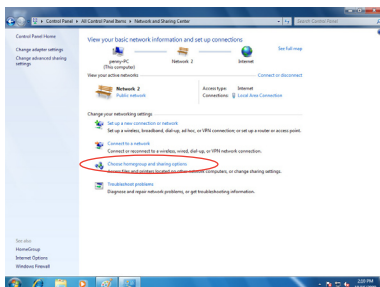 Control Panel ▸ All Control Panel Items ▸ Network and Sharing Center
Search Control Panel
Control Panel Home
Change adapter settings
Change advanced sharing
settings
View your basic network information and set up connections
See full map
penny-PC
(This computer)
Network 2
Internet
View your active networks
Connect or disconnect
Network 2
Public network
Access type: Internet
Connections: Local Area Connection
Change your networking settings
Set up a new connection or network
Set up a wireless, broadband, dial-up, ad hoc, or VPN connection; or set up a router or access point.
Connect to a network
Connect or reconnect to a wireless, wired, dial-up, or VPN network connection.
Choose homegroup and sharing options
Access files and printers located on other network computers, or change sharing settings.
Troubleshoot problems
Diagnose and repair network problems, or get troubleshooting information.
See also
HomeGroup
Internet Options
Windows Firewall
2:10 PM